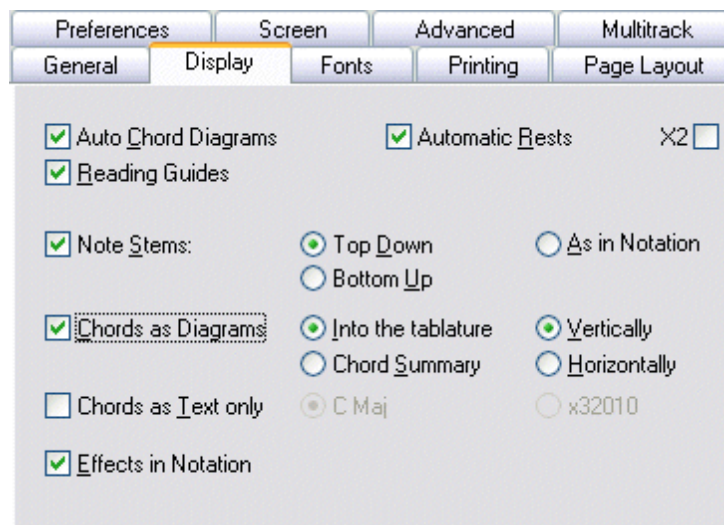 Preferences Screen Advanced Multitrack
General Display Fonts Printing Page Layout
Auto Chord Diagrams Automatic Rests X2
Reading Guides
Note Stems: Top Down As in Notation
Bottom Up
Chords as Diagrams Into the tablature Vertically
Chord Summary Horizontally
Chords as Text only C Maj x32010
Effects in Notation